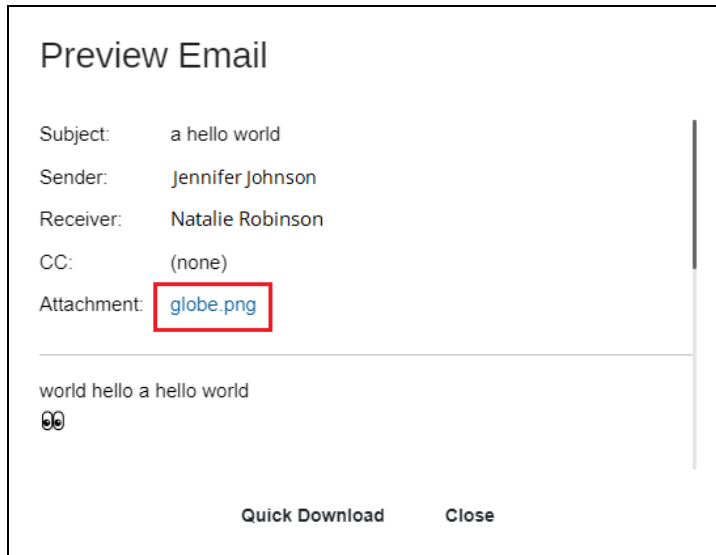 Preview Email
Subject: a hello world
Sender: Jennifer Johnson
Receiver: Natalie Robinson
CC: (none)
Attachment: globe.png
world hello a hello world
👀
Quick Download Close